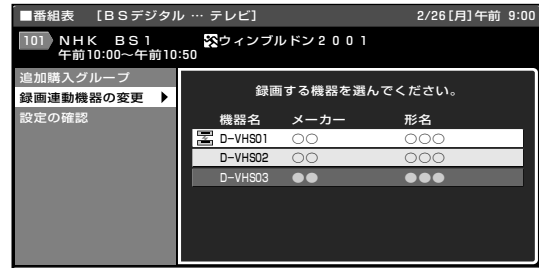 ■番組表 [BSデジタル … テレビ] 2/26[月]午前 9:00
101 NHK BS1 ウィンブルドン2001
午前10:00〜午前10:50
追加購入グループ
録画連動機器の変更 ▶
設定の確認
録画する機器を選んでください。
機器名 メーカー 形名
D-VHS01 ○○ ○○○
D-VHS02 ○○ ○○○
D-VHS03 ●● ●●●